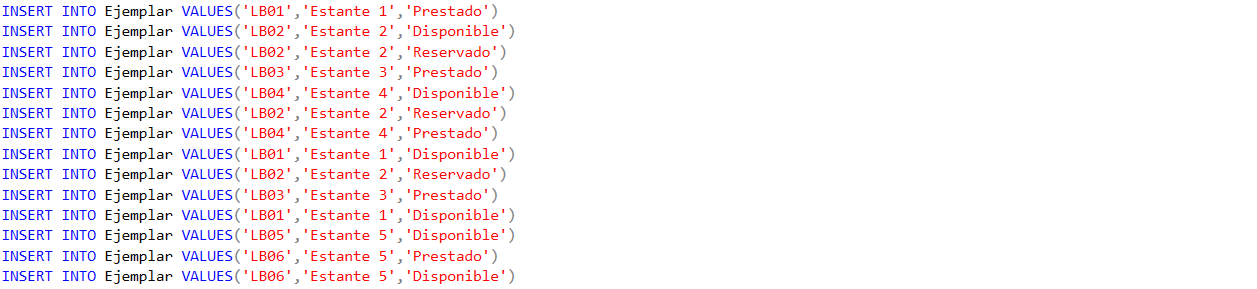 INSERT INTO Ejemplar VALUES('LB01','Estante 1','Prestado')
INSERT INTO Ejemplar VALUES('LB02','Estante 2','Disponible')
INSERT INTO Ejemplar VALUES('LB02','Estante 2','Reservado')
INSERT INTO Ejemplar VALUES('LB03','Estante 3','Prestado')
INSERT INTO Ejemplar VALUES('LB04','Estante 4','Disponible')
INSERT INTO Ejemplar VALUES('LB02','Estante 2','Reservado')
INSERT INTO Ejemplar VALUES('LB04','Estante 4','Prestado')
INSERT INTO Ejemplar VALUES('LB01','Estante 1','Disponible')
INSERT INTO Ejemplar VALUES('LB02','Estante 2','Reservado')
INSERT INTO Ejemplar VALUES('LB03','Estante 3','Prestado')
INSERT INTO Ejemplar VALUES('LB01','Estante 1','Disponible')
INSERT INTO Ejemplar VALUES('LB05','Estante 5','Disponible')
INSERT INTO Ejemplar VALUES('LB06','Estante 5','Prestado')
INSERT INTO Ejemplar VALUES('LB06','Estante 5','Disponible')